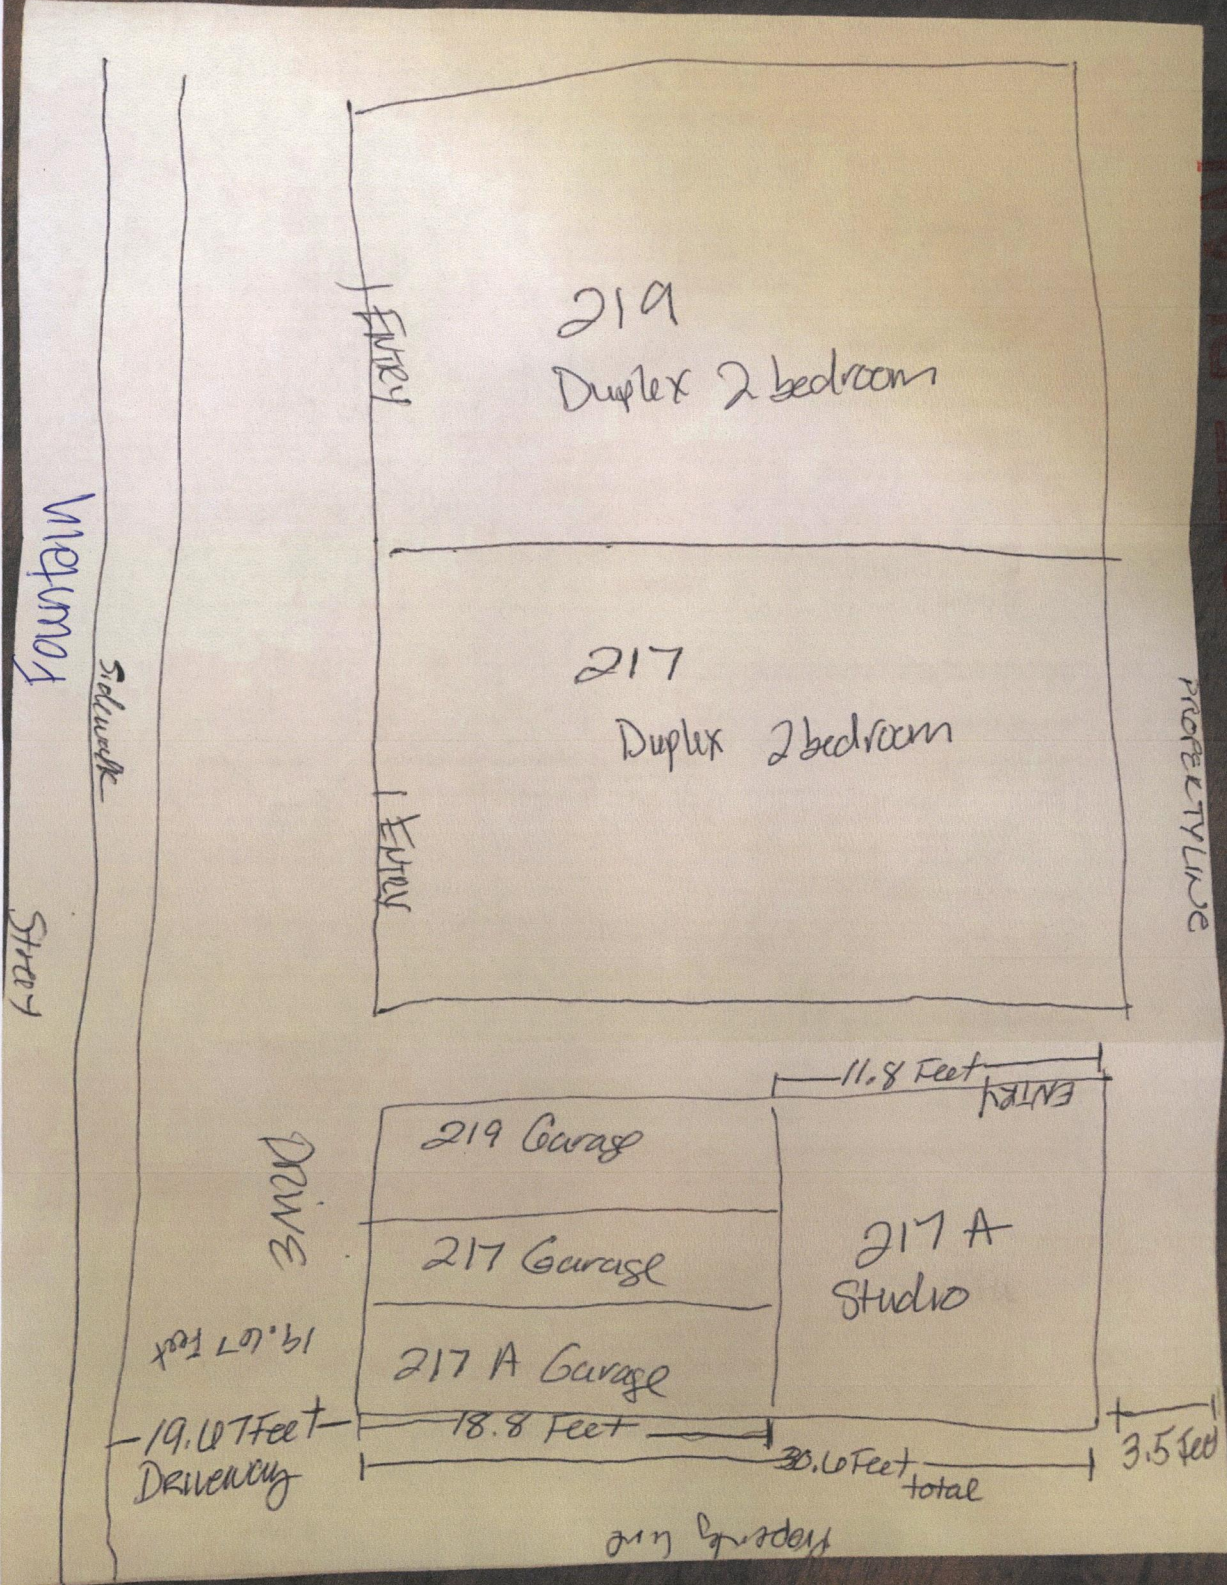 219
Duplex 2 bedroom
ENTRY
Fountain
Sidewalk
Street
217
Duplex 2 bedroom
ENTRY
PROPERTY LINE
11.8 Feet
ENTRY
219 Garage
217 Garage
217 A Garage
217 A
Studio
DRIVE
19.67 Feet
19.67 Feet
Driveway
18.8 Feet
30.6 Feet
total
3.5 Feet
Property Line